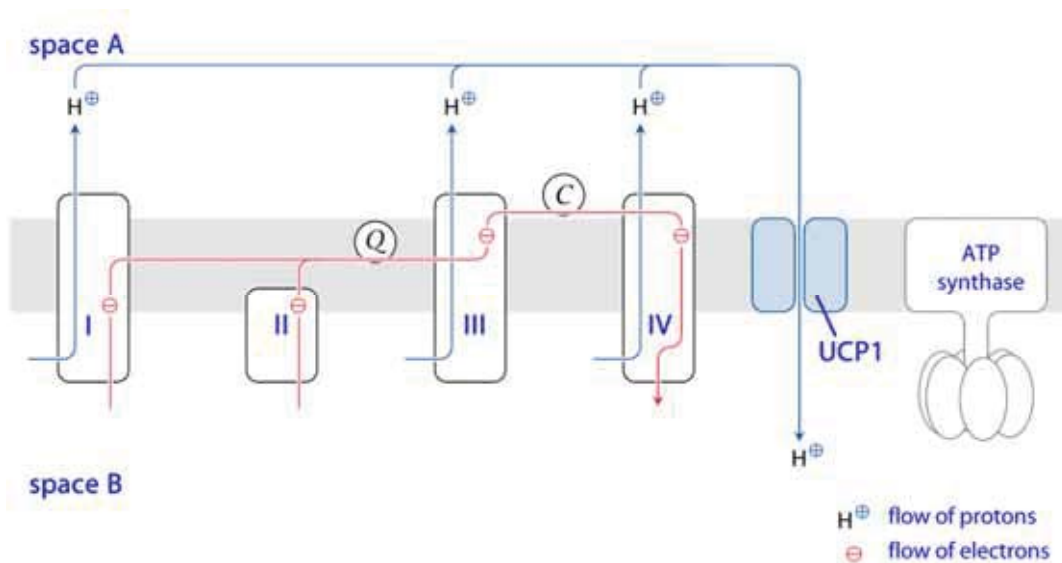 space A
H⊕
H⊕
H⊕
C
Q
I
II
III
IV
UCP1
ATP
synthase
H⊕
space B
H⊕ flow of protons
⊖ flow of electrons